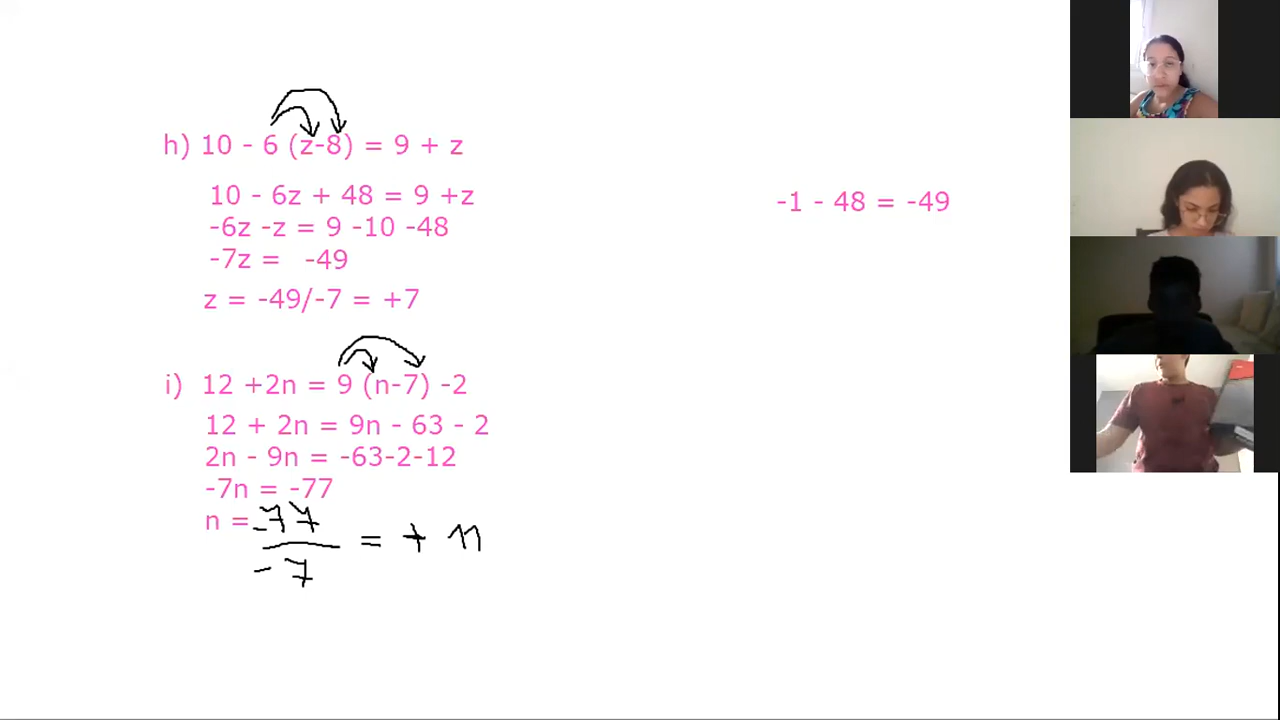 h) 10 - 6 (z-8) = 9 + z
10 - 6z + 48 = 9 +z
-6z -z = 9 -10 -48
-7z = -49
z = -49/-7 = +7
-1 - 48 = -49
i) 12 +2n = 9 (n-7) -2
12 + 2n = 9n - 63 - 2
2n - 9n = -63-2-12
-7n = -77
n = -77
-7 = + 11